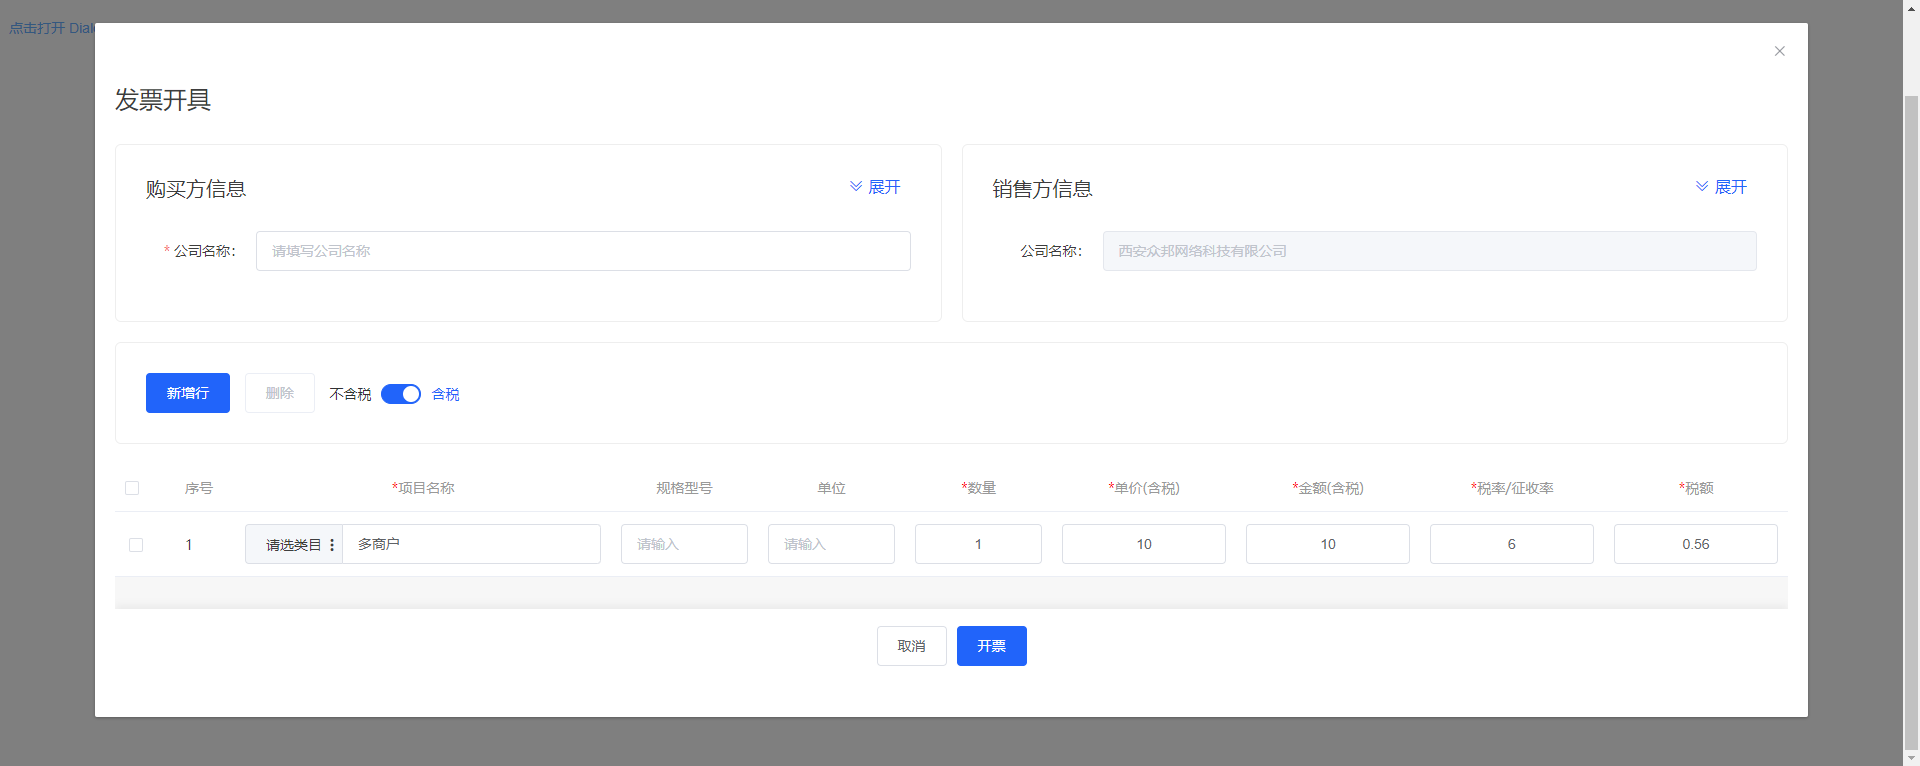 点击打开 Dial
发票开具
购买方信息
展开
* 公司名称：
请填写公司名称
销售方信息
展开
公司名称：
西安众邦网络科技有限公司
新增行
删除
不含税
含税
序号
*项目名称
规格型号
单位
*数量
*单价(含税)
*金额(含税)
*税率/征收率
*税额
1
请选类目
多商户
请输入
请输入
1
10
10
6
0.56
取消
开票